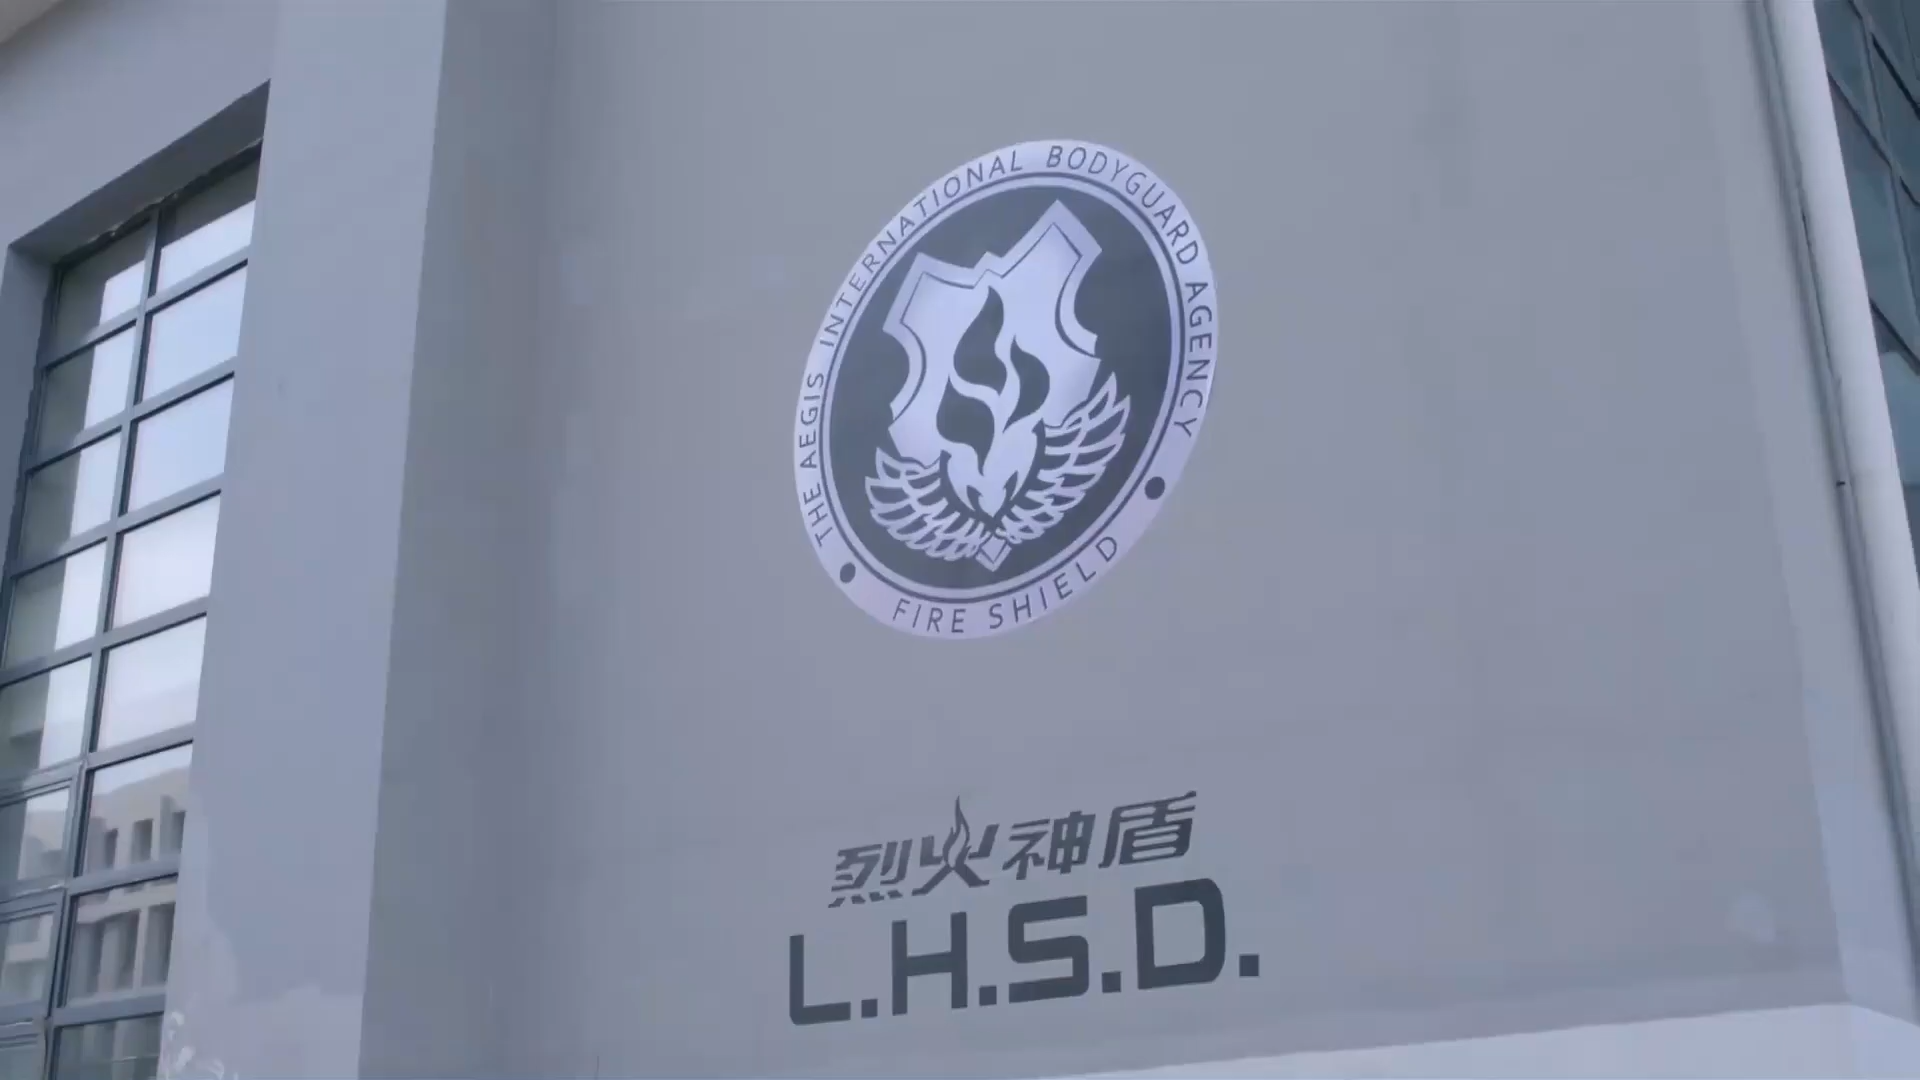 THE AEGIS INTERNATIONAL BODYGUARD AGENCY
FIRE SHIELD
烈火神盾
L.H.S.D.